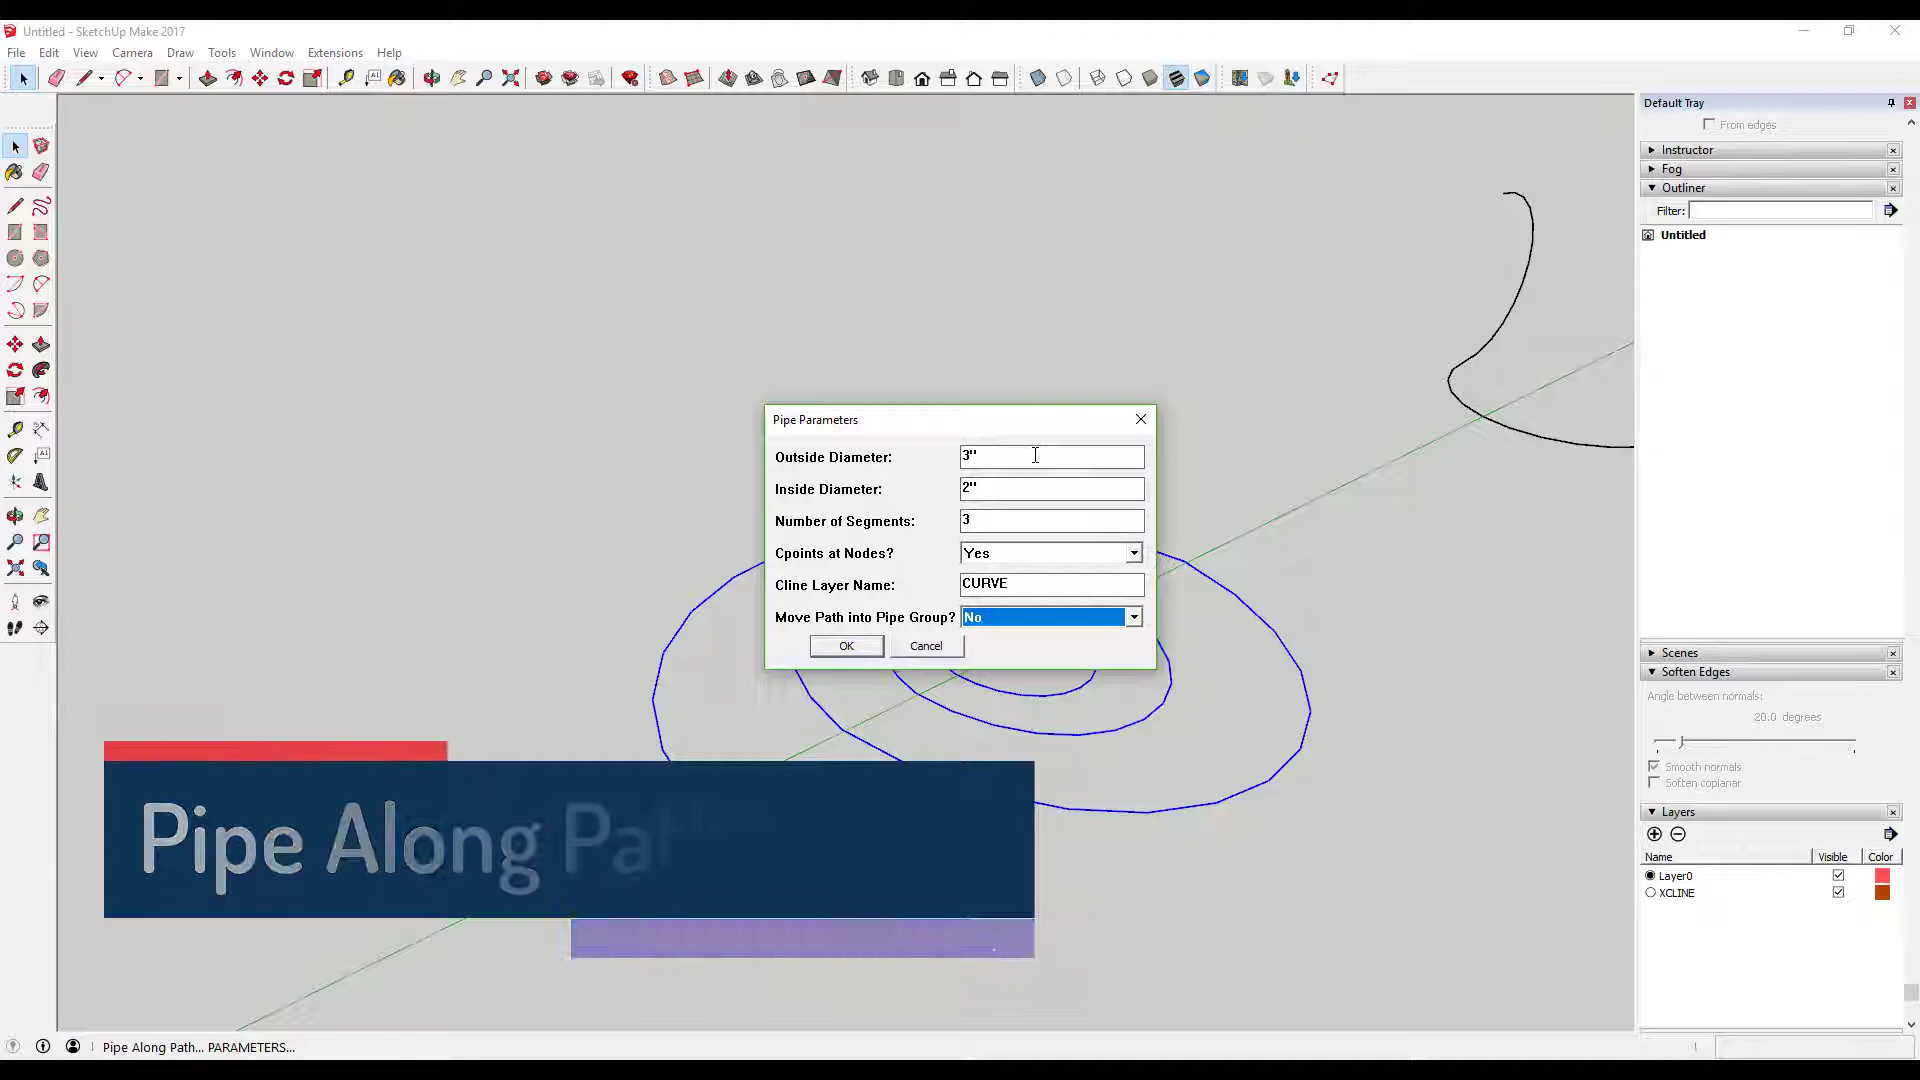 Untitled - SketchUp Make 2017
File Edit View Camera Draw Tools Window Extensions Help
Default Tray
From edges
Instructor
Fog
Outliner
Filter:
Untitled
Pipe Parameters
Outside Diameter: 3"
Inside Diameter: 2"
Number of Segments: 3
Cpoints at Nodes? Yes
Cline Layer Name: CURVE
Move Path into Pipe Group? No
OK Cancel
Scenes
Soften Edges
Angle between normals:
20.0 degrees
Smooth normals
Soften coplanar
Layers
Name Visible Color
Layer0
XCLINE
Pipe Along
Pipe Along Path... PARAMETERS...